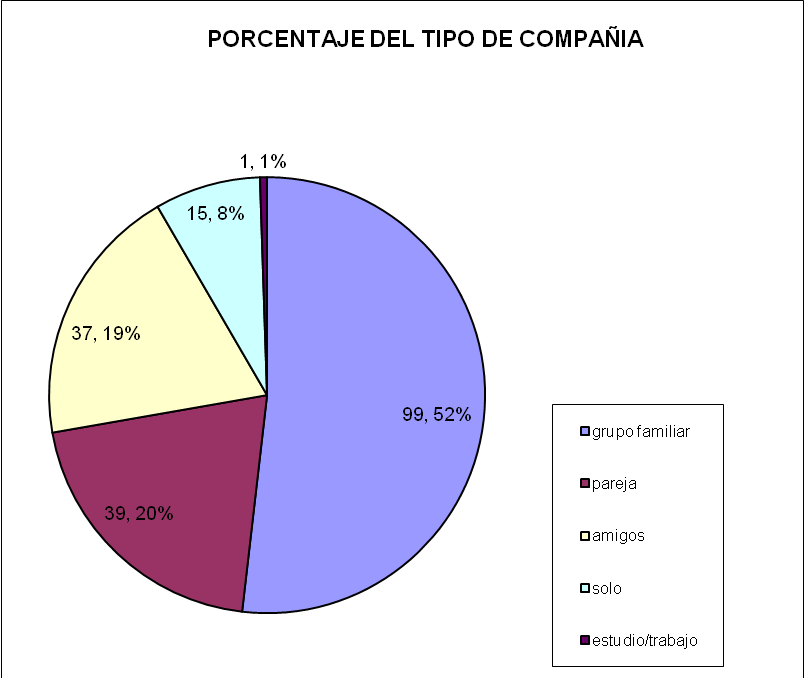 PORCENTAJE DEL TIPO DE COMPAÑIA
1, 1%
15, 8%
37, 19%
99, 52%
39, 20%
grupo familiar
pareja
amigos
solo
estudio/trabajo